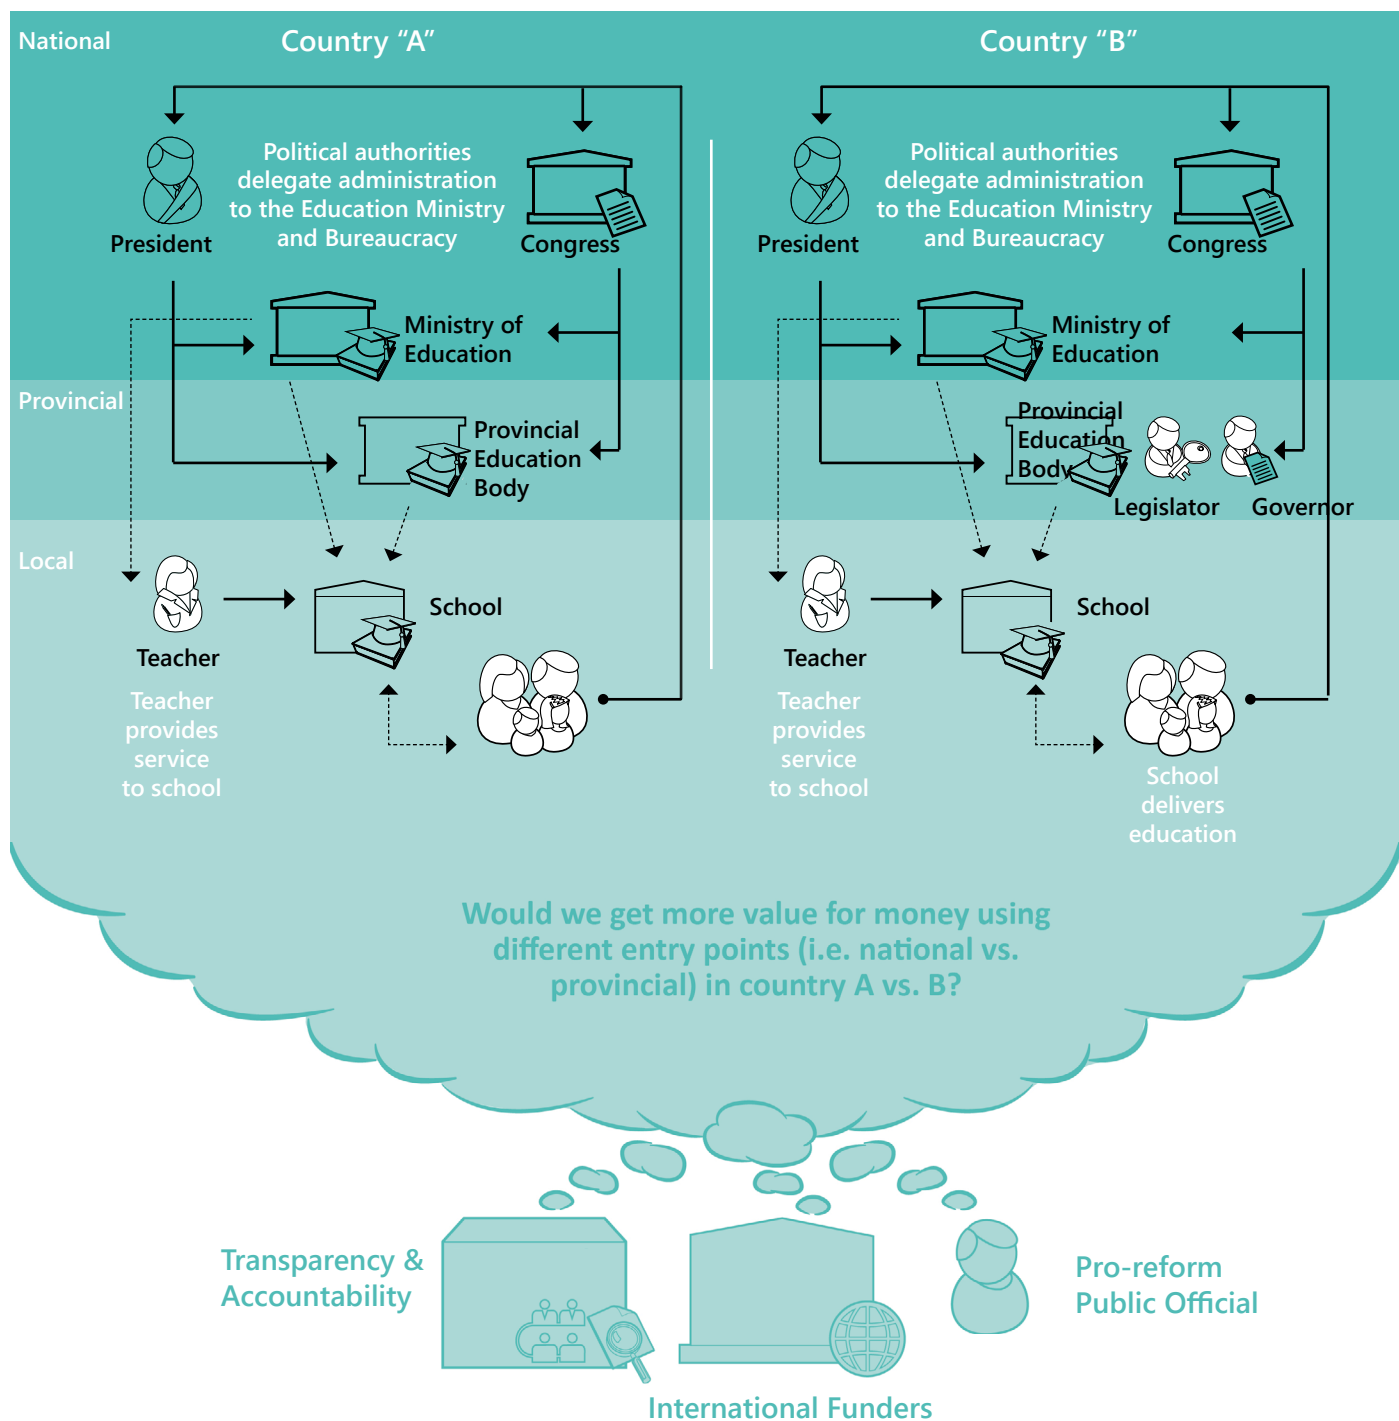 National
Country “A”
Country “B”
Political authorities
delegate administration
to the Education Ministry
and Bureaucracy
President
Congress
Political authorities
delegate administration
to the Education Ministry
and Bureaucracy
President
Congress
Ministry of
Education
Ministry of
Education
Provincial
Provincial
Education
Body
Provincial
Education
Body
Legislator
Governor
Local
School
Teacher
Teacher
provides
service
to school
School
Teacher
Teacher
provides
service
to school
School
delivers
education
Would we get more value for money using
different entry points (i.e. national vs.
provincial) in country A vs. B?
Transparency &
Accountability
International Funders
Pro-reform
Public Official